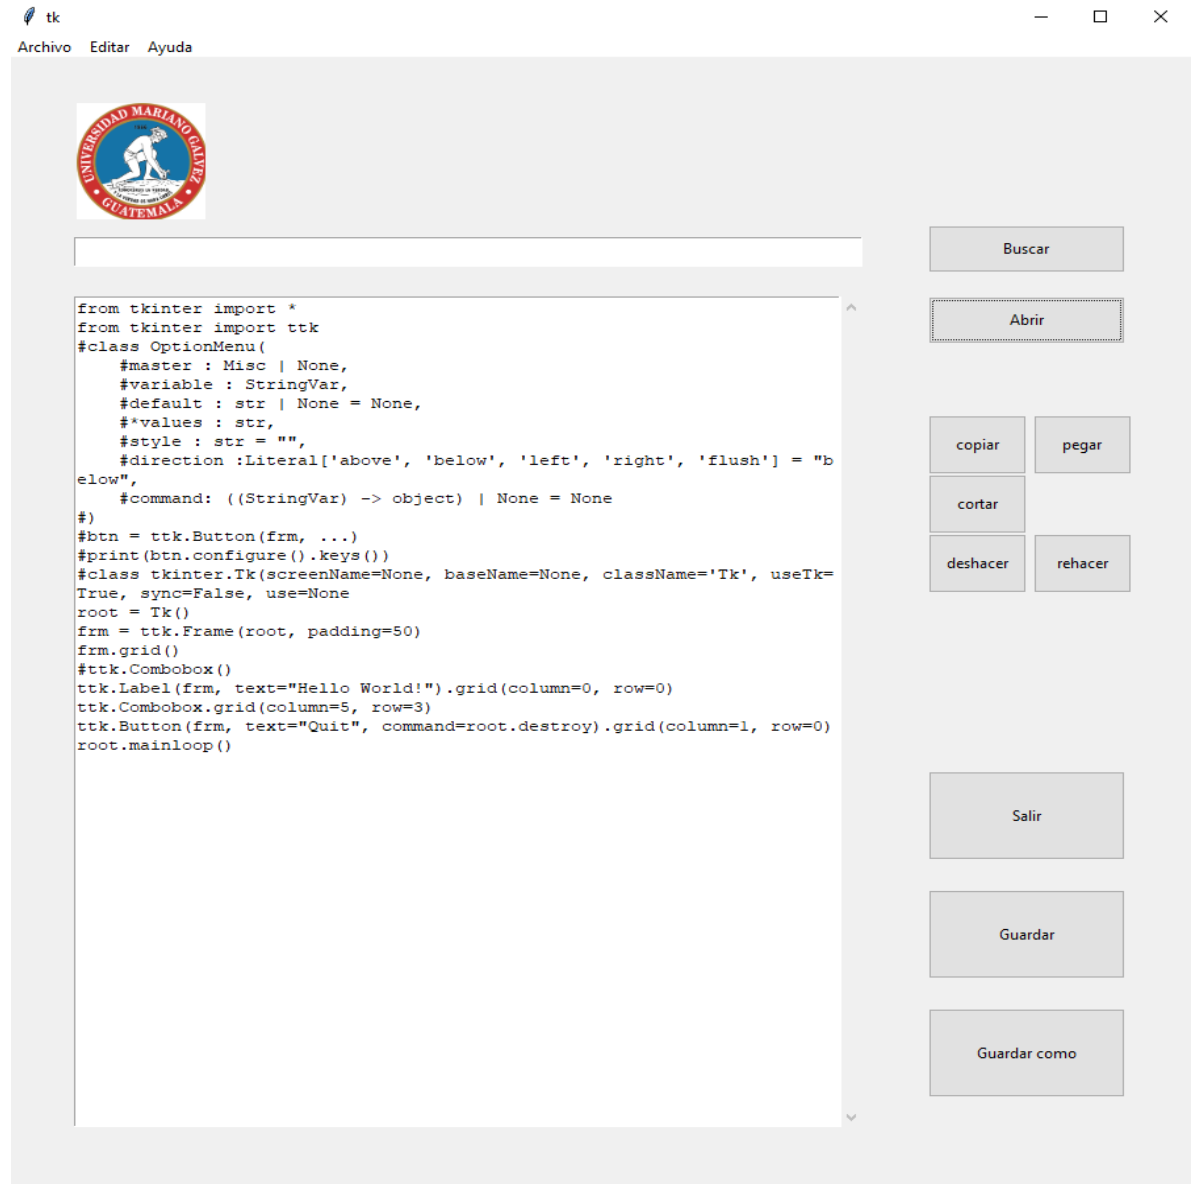 tk
Archivo Editar Ayuda
UNIVERSIDAD MARIANO GALVEZ
GUATEMALA
Buscar
from tkinter import *
from tkinter import ttk
#class OptionMenu(
    #master : Misc | None,
    #variable : StringVar,
    #default : str | None = None,
    #*values : str,
    #style : str = "",
    #direction :Literal['above', 'below', 'left', 'right', 'flush'] = "b
elow",
    #command: ((StringVar) -> object) | None = None
#)
#btn = ttk.Button(frm, ...)
#print(btn.configure().keys())
#class tkinter.Tk(screenName=None, baseName=None, className='Tk', useTk=
True, sync=False, use=None
root = Tk()
frm = ttk.Frame(root, padding=50)
frm.grid()
#ttk.Combobox()
ttk.Label(frm, text="Hello World!").grid(column=0, row=0)
ttk.Combobox.grid(column=5, row=3)
ttk.Button(frm, text="Quit", command=root.destroy).grid(column=1, row=0)
root.mainloop()
Abrir
copiar pegar
cortar
deshacer rehacer
Salir
Guardar
Guardar como